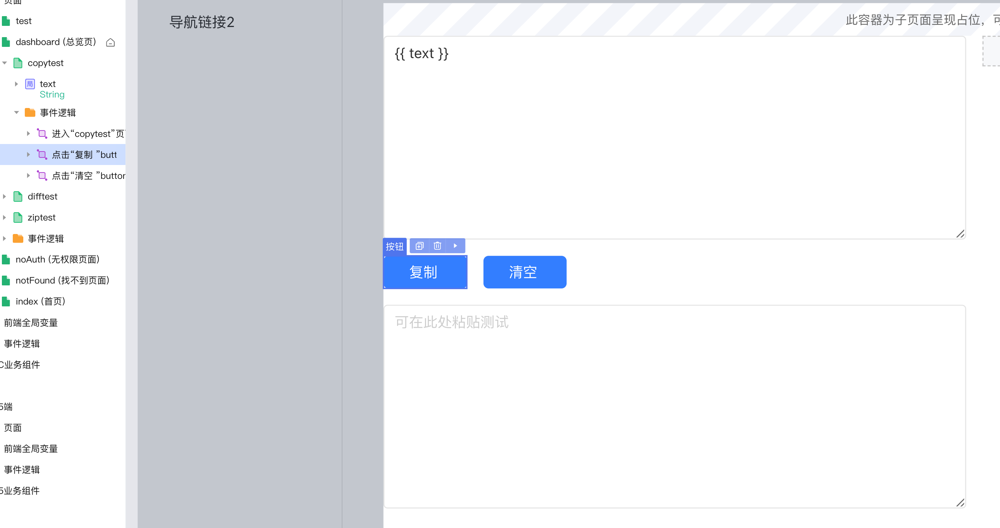 页面
test
dashboard (总览页)
copytest
局 text
String
事件逻辑
进入“copytest”页
点击“复制 ”butt
点击“清空 ”button
difftest
ziptest
事件逻辑
noAuth (无权限页面)
notFound (找不到页面)
index (首页)
前端全局变量
事件逻辑
C业务组件
5端
页面
前端全局变量
事件逻辑
5业务组件
导航链接2
此容器为子页面呈现占位，可
{{ text }}
按钮
复制
清空
可在此处粘贴测试